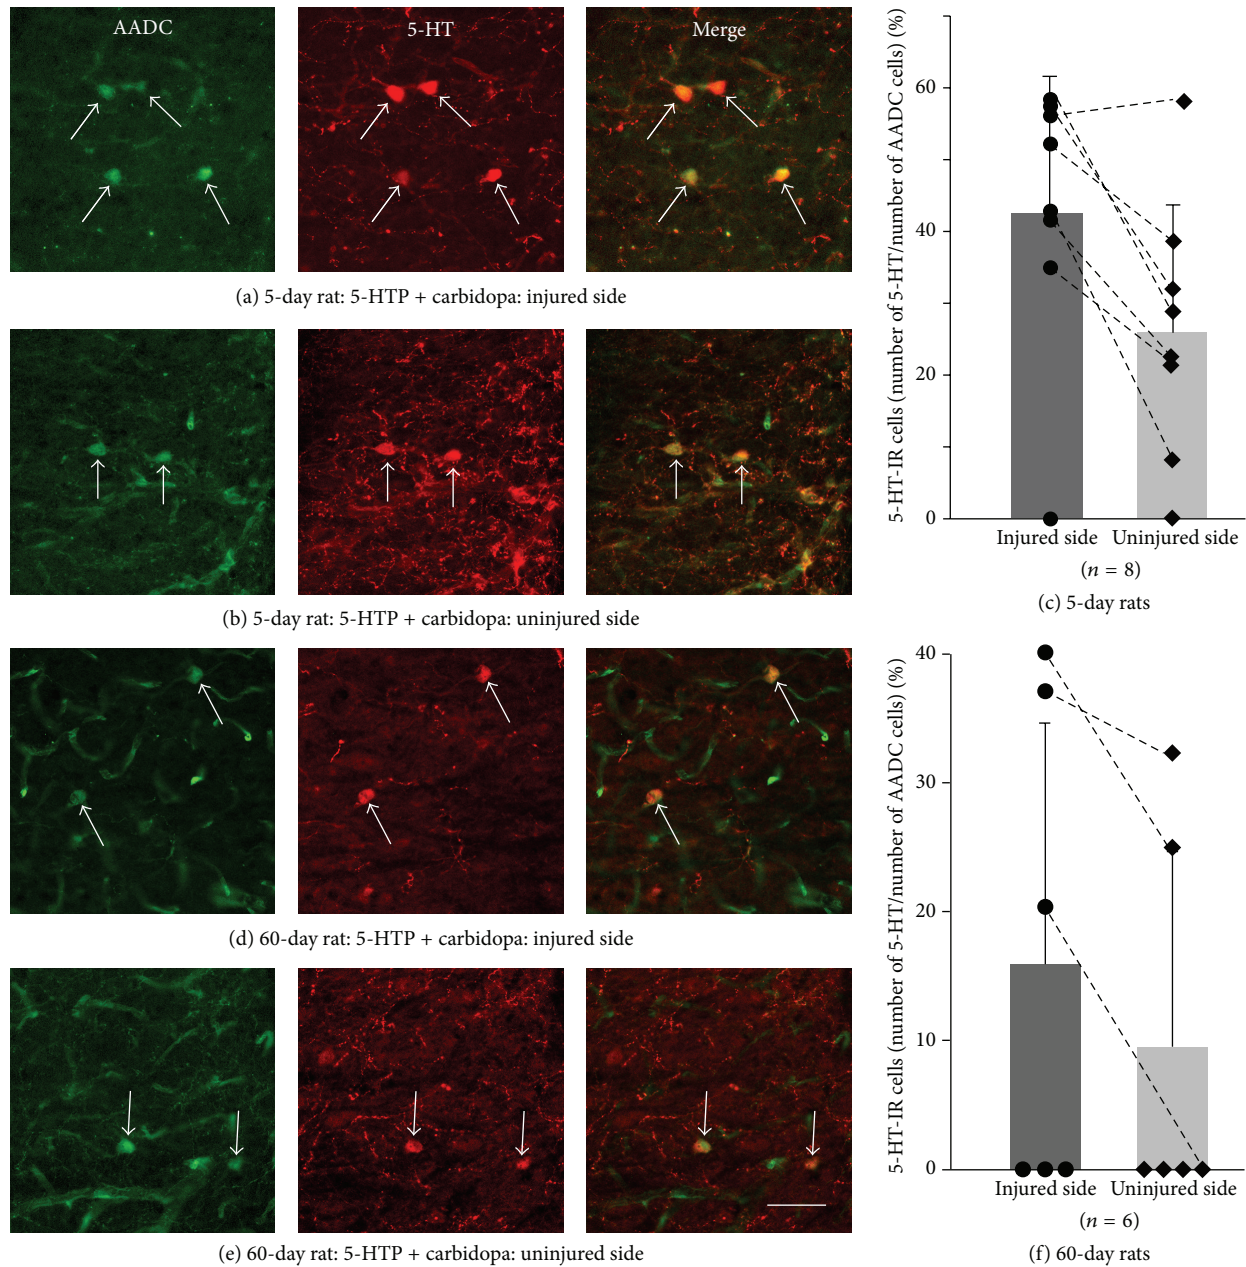 AADC
5-HT
Merge
(a) 5-day rat: 5-HTP + carbidopa: injured side
(b) 5-day rat: 5-HTP + carbidopa: uninjured side
5-HT-IR cells (number of 5-HT/number of AADC cells) (%)
60
40
20
0
Injured side
Uninjured side
(n = 8)
(c) 5-day rats
(d) 60-day rat: 5-HTP + carbidopa: injured side
(e) 60-day rat: 5-HTP + carbidopa: uninjured side
5-HT-IR cells (number of 5-HT/number of AADC cells) (%)
40
30
20
10
0
Injured side
Uninjured side
(n = 6)
(f) 60-day rats